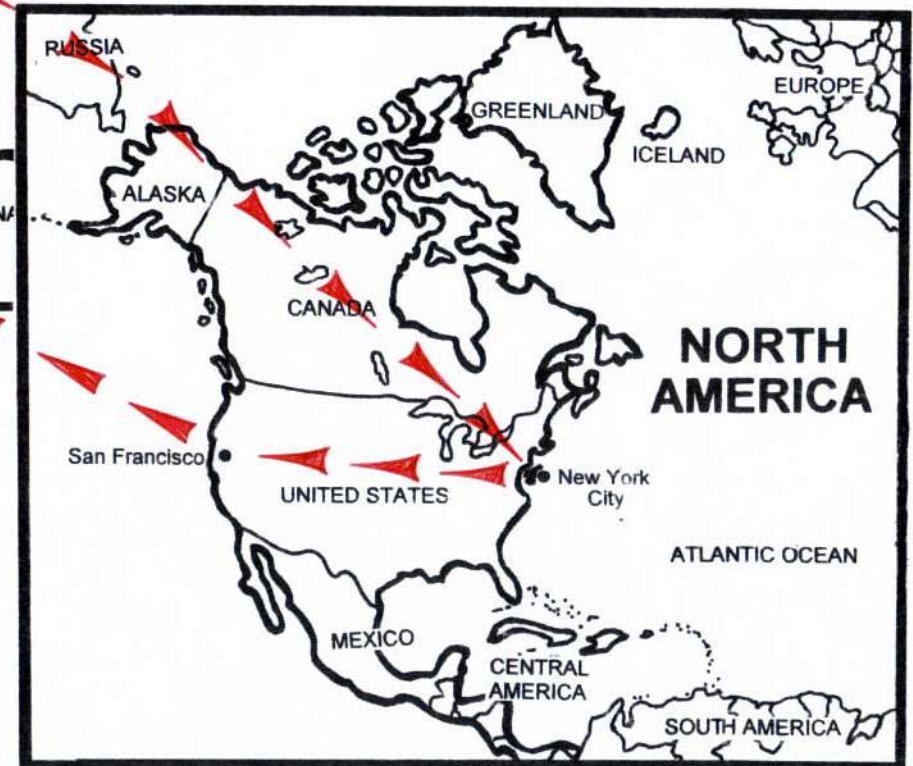 RUSSIA
EUROPE
GREENLAND
ICELAND
ALASKA
CANADA
NORTH
AMERICA
San Francisco
New York
City
UNITED STATES
ATLANTIC OCEAN
MEXICO
CENTRAL
AMERICA
SOUTH AMERICA